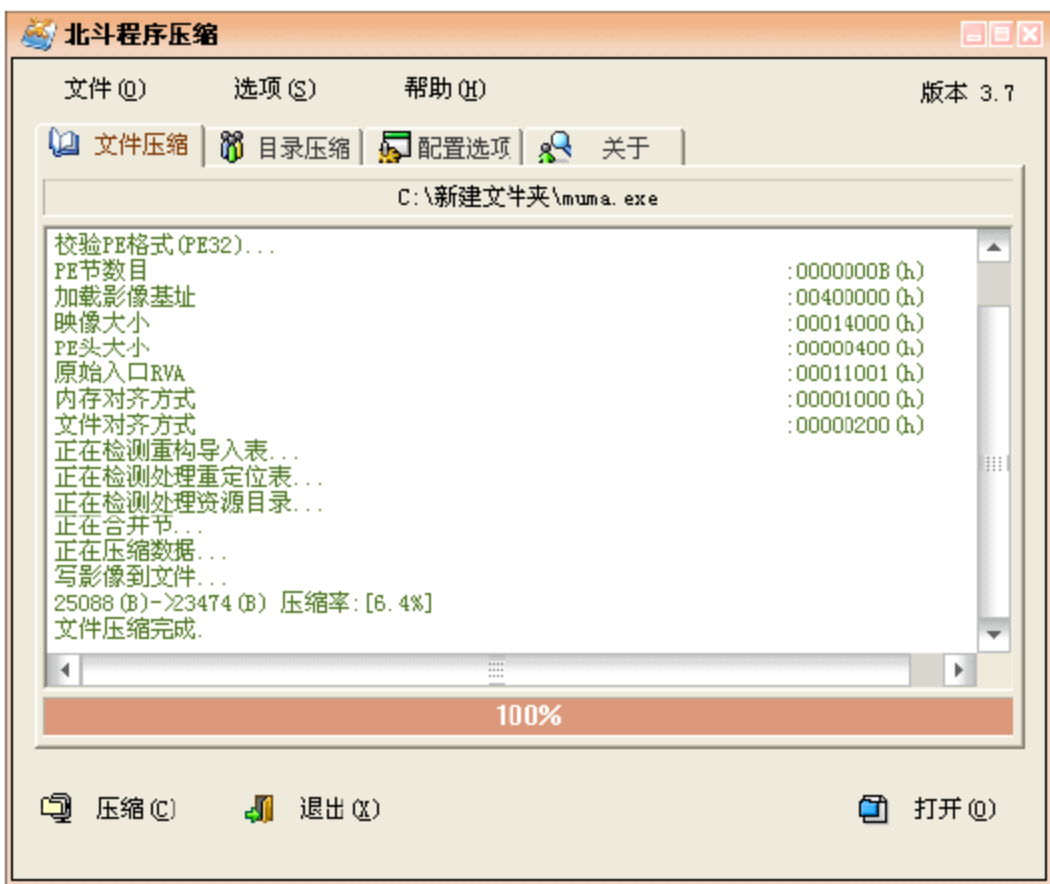 北斗程序压缩
文件(O) 选项(S) 帮助(H) 版本 3.7
文件压缩 目录压缩 配置选项 关于
C:\新建文件夹\muma.exe
校验PE格式(PE32)...
PE节数目 :0000000B(h)
加载影像基址 :00400000(h)
映像大小 :00014000(h)
PE头大小 :00000400(h)
原始入口RVA :00011001(h)
内存对齐方式 :00001000(h)
文件对齐方式 :00000200(h)
正在检测重构导入表...
正在检测处理重定位表...
正在检测处理资源目录...
正在合并节...
正在压缩数据...
写影像到文件...
25088(B)->23474(B) 压缩率:[6.4%]
文件压缩完成.
100%
压缩(C) 退出(X) 打开(O)